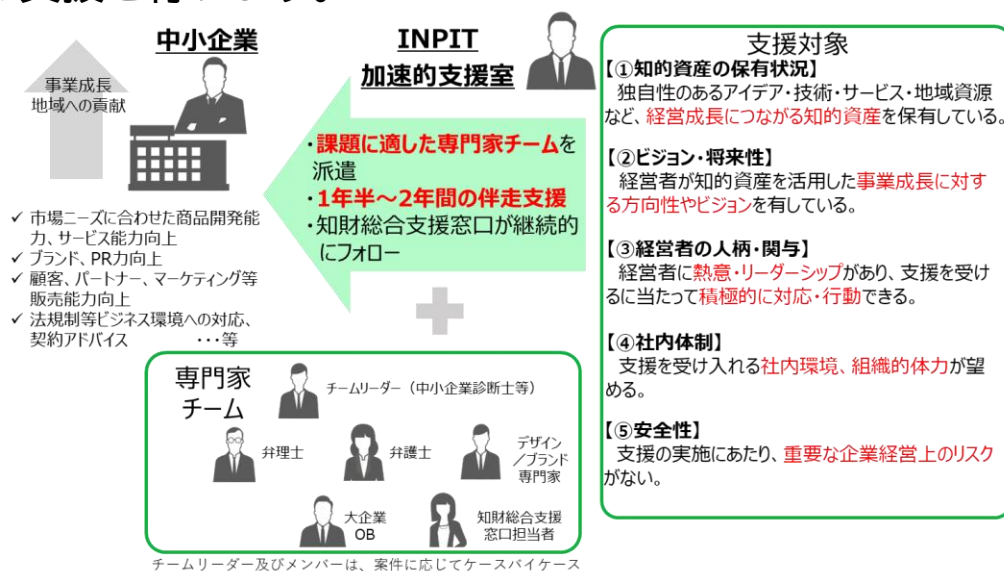 中小企業
事業成長
地域への貢献
✓ 市場ニーズに合わせた商品開発能
力、サービス能力向上
✓ ブランド、PR力向上
✓ 顧客、パートナー、マーケティング等
販売能力向上
✓ 法規制等ビジネス環境への対応、
契約アドバイス ・・・等
INPIT
加速的支援室
・課題に適した専門家チームを
派遣
・1年半～2年間の伴走支援
・知財総合支援窓口が継続的
にフォロー
専門家
チーム
チームリーダー（中小企業診断士等）
弁理士
弁護士
デザイン
／ブランド
専門家
大企業
OB
知財総合支援
窓口担当者
チームリーダー及びメンバーは、案件に応じてケースバイケース
支援対象
【①知的資産の保有状況】
独自性のあるアイデア・技術・サービス・地域資源
など、経営成長につながる知的資産を保有している。
【②ビジョン・将来性】
経営者が知的資産を活用した事業成長に対す
る方向性やビジョンを有している。
【③経営者の人柄・関与】
経営者に熱意・リーダーシップがあり、支援を受け
るに当たって積極的に対応・行動できる。
【④社内体制】
支援を受け入れる社内環境、組織的体力が望
める。
【⑤安全性】
支援の実施にあたり、重要な企業経営上のリスク
がない。